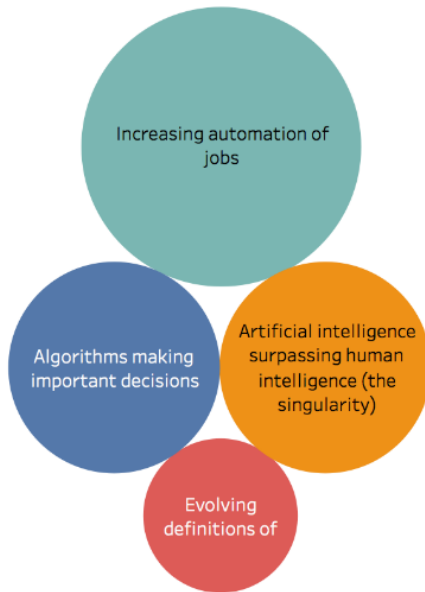 Increasing automation of
jobs
Algorithms making
important decisions
Artificial intelligence
surpassing human
intelligence (the
singularity)
Evolving
definitions of